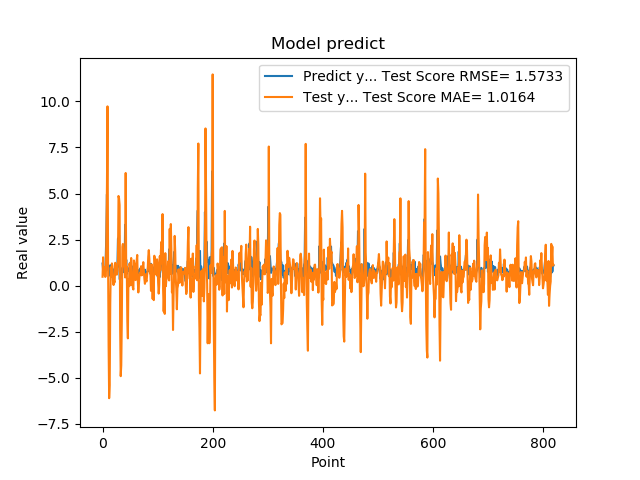 Model predict
Predict y... Test Score RMSE= 1.5733
Test y... Test Score MAE= 1.0164
Real value
10.0
7.5
5.0
2.5
0.0
−2.5
−5.0
−7.5
0 200 400 600 800
Point